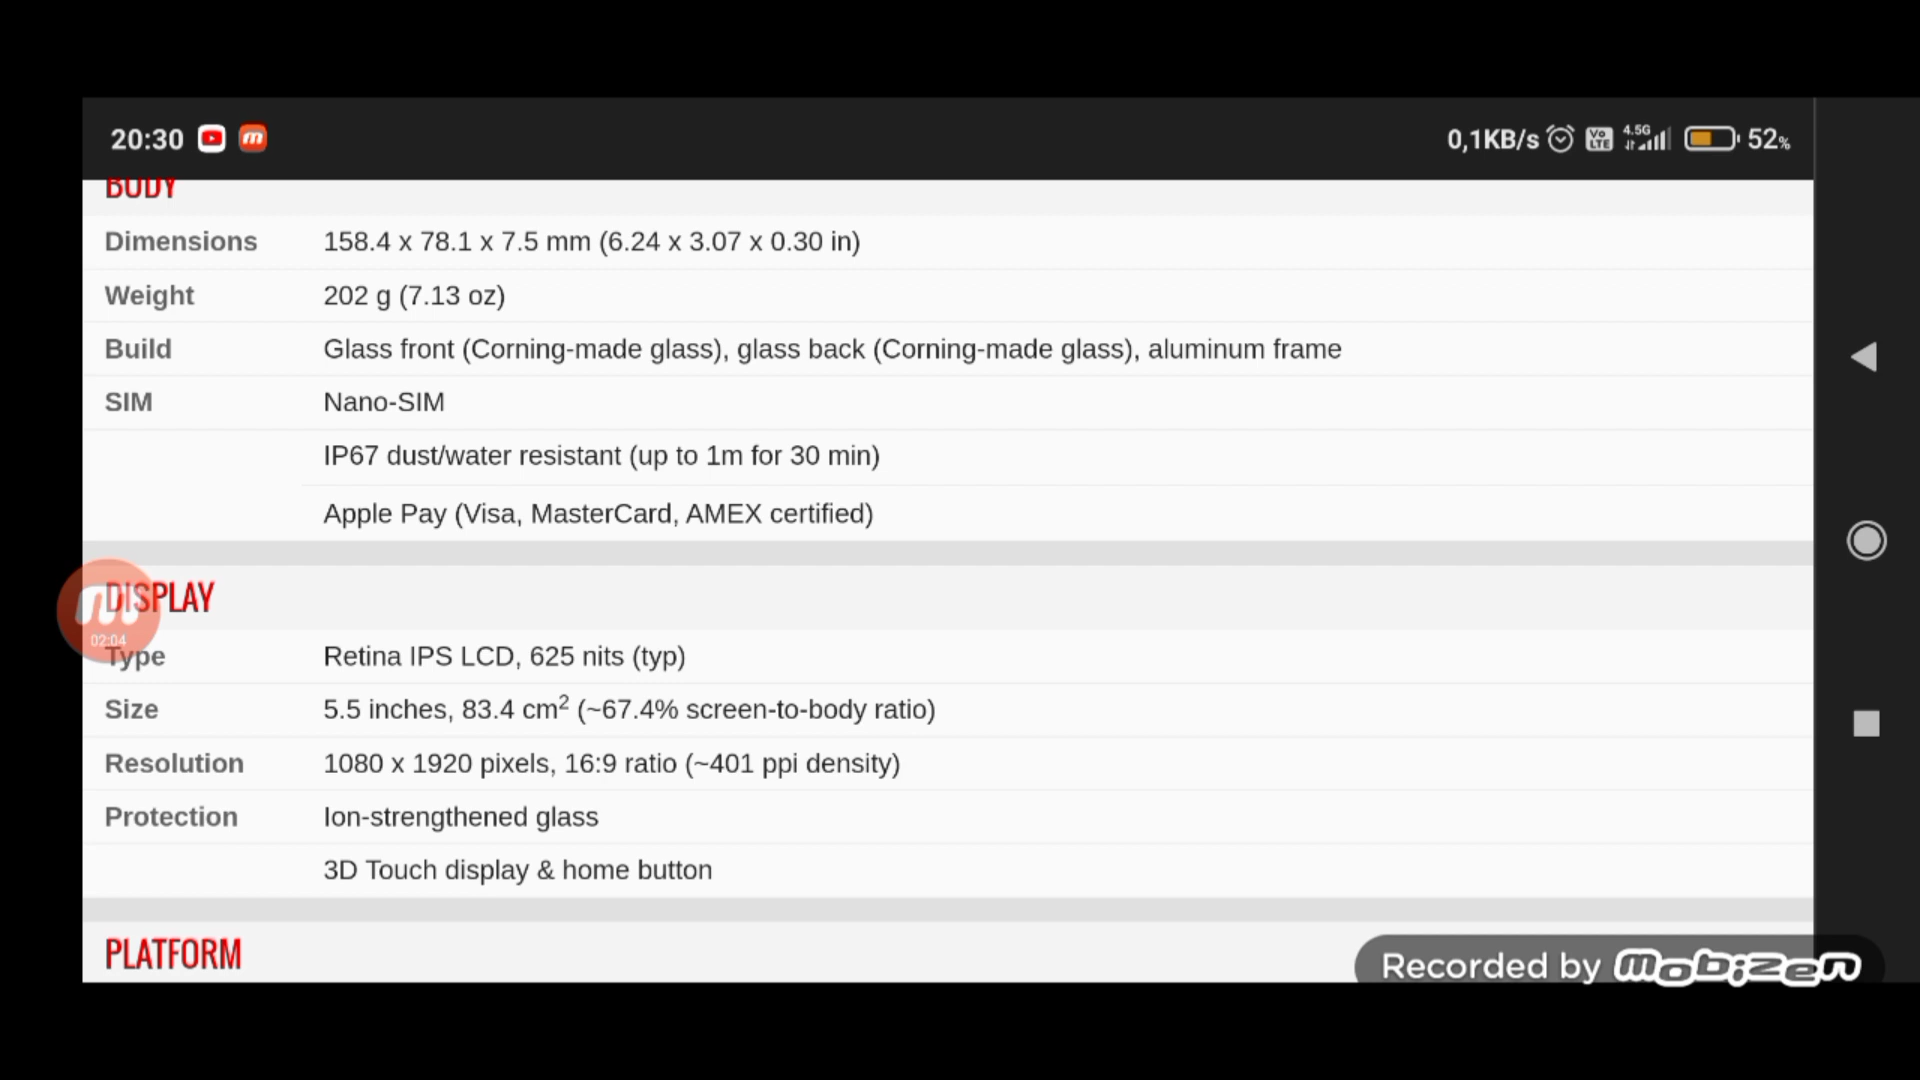 20:30 0,1KB/s Vo LTE 4.5G 52%
BODY
Dimensions 158.4 x 78.1 x 7.5 mm (6.24 x 3.07 x 0.30 in)
Weight 202 g (7.13 oz)
Build Glass front (Corning-made glass), glass back (Corning-made glass), aluminum frame
SIM Nano-SIM
IP67 dust/water resistant (up to 1m for 30 min)
Apple Pay (Visa, MasterCard, AMEX certified)
DISPLAY
02:04
Type Retina IPS LCD, 625 nits (typ)
Size 5.5 inches, 83.4 cm² (~67.4% screen-to-body ratio)
Resolution 1080 x 1920 pixels, 16:9 ratio (~401 ppi density)
Protection Ion-strengthened glass
3D Touch display & home button
PLATFORM
Recorded by mobizen